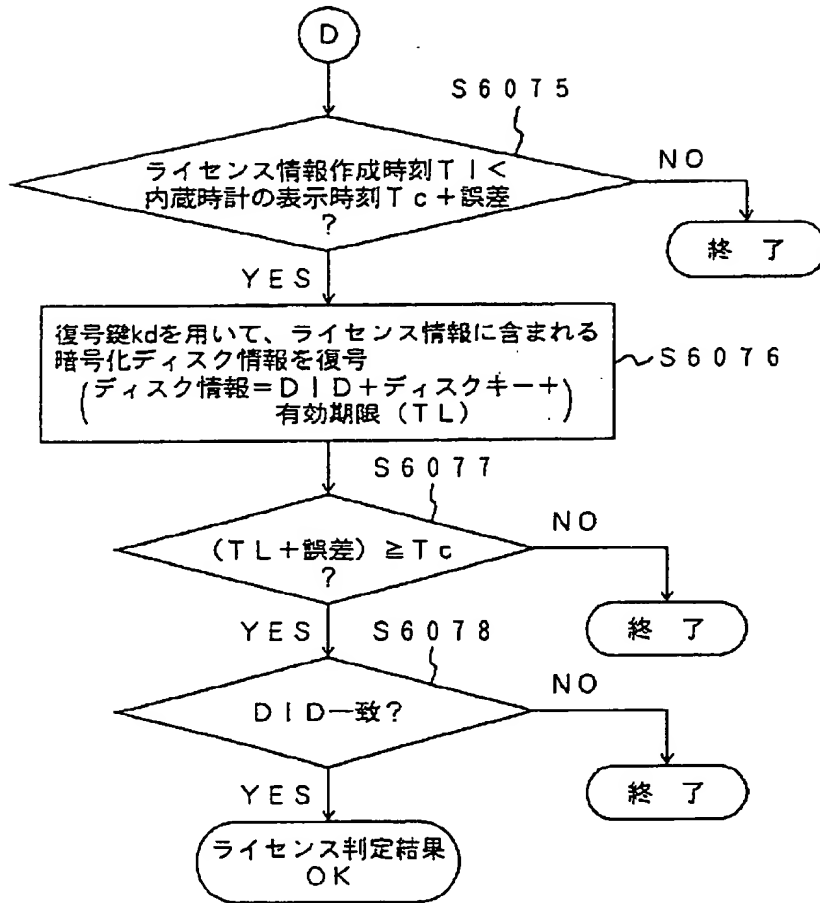 D
S6075
ライセンス情報作成時刻Tl<
内蔵時計の表示時刻Tc+誤差
?
NO
終 了
YES
復号鍵kdを用いて、ライセンス情報に含まれる
暗号化ディスク情報を復号
(ディスク情報=DID+ディスクキー+
有効期限(TL))
S6076
S6077
(TL+誤差)≧Tc
?
NO
終 了
YES
S6078
DID一致?
NO
終 了
YES
ライセンス判定結果
OK